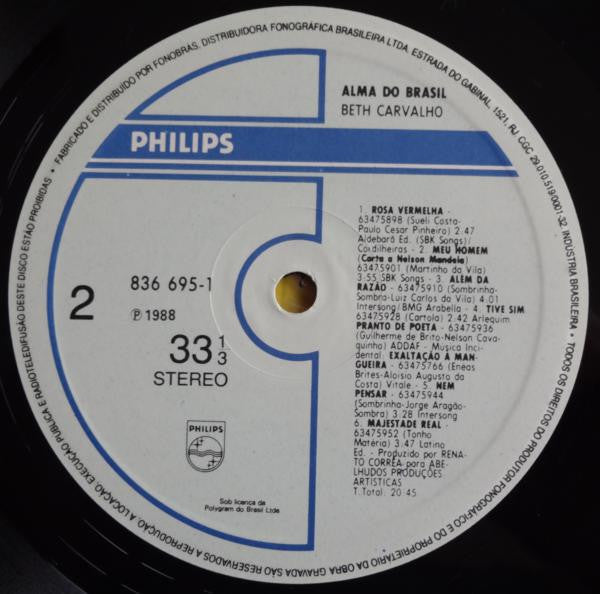 • FABRICADO E DISTRIBUÍDO POR FONOBRAS, DISTRIBUIDORA FONOGRÁFICA BRASILEIRA LTDA. ESTRADA DO GABINAL, 1521, RJ, CGC 29.010.519/0001-32. INDÚSTRIA BRASILEIRA • TODOS OS DIREITOS DO PRODUTOR FONOGRÁFICO E DO PROPRIETÁRIO DA OBRA GRAVADA SÃO RESERVADOS A REPRODUÇÃO A LOCAÇÃO, EXECUÇÃO PÚBLICA E RADIOTELEDIFUSÃO DESTE DISCO ESTÃO PROIBIDAS
ALMA DO BRASIL
BETH CARVALHO
PHILIPS
2
836 695-1
℗ 1988
33 1/3
STEREO
PHILIPS
Sob licença da
Polygram do Brasil Ltda
1. ROSA VERMELHA -
63475898 (Sueli Costa-
Paulo Cesar Pinheiro) 2.47
Aldebarã Ed. (SBK Songs)/
Cordilheiras - 2. MEU HOMEM
(Carta a Nelson Mandela)
63475901 (Martinho da Vila)
3.55 SBK Songs - 3. ALÉM DA
RAZÃO - 63475910 (Sombrinha-
Sombra-Luiz Carlos da Vila) 4.01
Intersong/BMG Arabella - 4. TIVE SIM
63475928 (Cartola) 2.42 Arlequim
PRANTO DE POETA - 63475936
(Guilherme de Brito-Nelson Cava-
quinho) ADDAF - Música Inci-
dental: EXALTAÇÃO À MAN-
GUEIRA - 63475766 (Enéas
Brites-Aloísio Augusto da
Costa) Vitale - 5. NEM
PENSAR - 63475944
(Sombrinha-Jorge Aragão-
Sombra) 3.28 Intersong
6. MAJESTADE REAL -
63475952 (Tonho
Matéria) 3.47 Latino
Ed. - Produzido por RENA-
TO CORRÊA para ABE-
LHUDOS PRODUÇÕES
ARTÍSTICAS
T.Total: 20.45